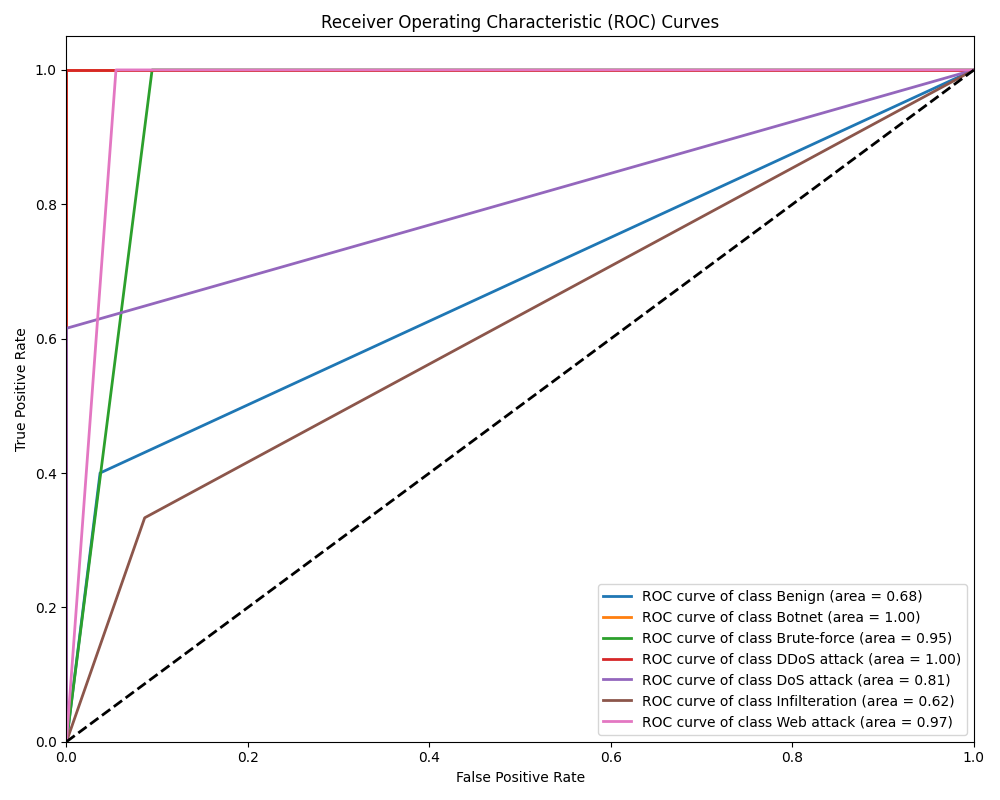 Receiver Operating Characteristic (ROC) Curves
1.0
0.8
0.6
0.4
0.2
0.0
True Positive Rate
ROC curve of class Benign (area = 0.68)
ROC curve of class Botnet (area = 1.00)
ROC curve of class Brute-force (area = 0.95)
ROC curve of class DDoS attack (area = 1.00)
ROC curve of class DoS attack (area = 0.81)
ROC curve of class Infilteration (area = 0.62)
ROC curve of class Web attack (area = 0.97)
0.0 0.2 0.4 0.6 0.8 1.0
False Positive Rate